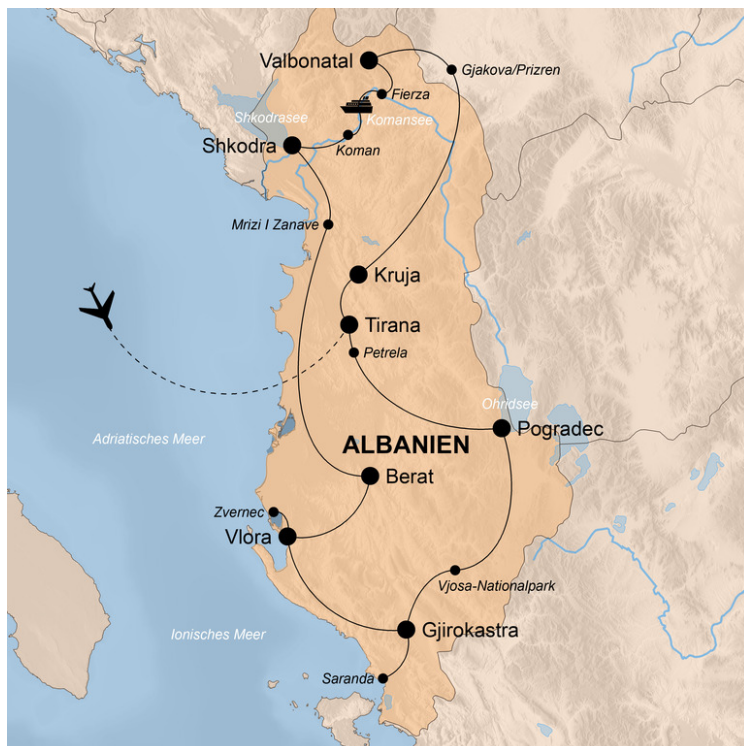 Valbonatal
Gjakova/Prizren
Fierza
Shkodrasee
Komansee
Shkodra
Koman
Mrizi I Zanave
Kruja
Tirana
Petrela
Ohridsee
Pogradec
Adriatisches Meer
ALBANIEN
Berat
Zvernec
Vlora
Vjosa-Nationalpark
Ionisches Meer
Gjirokastra
Saranda